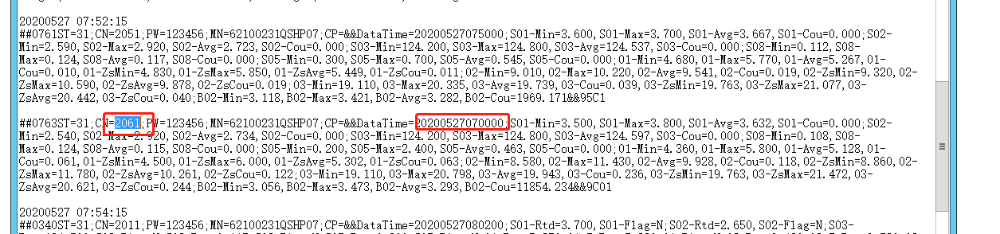 20200527 07:52:15
##0761ST=31;CN=2051;PW=123456;MN=62100231QSHP07;CP=&&DataTime=20200527075000;S01-Min=3.600,S01-Max=3.700,S01-Avg=3.667,S01-Cou=0.000;S02-
Min=2.590,S02-Max=2.920,S02-Avg=2.723,S02-Cou=0.000;S03-Min=124.200,S03-Max=124.800,S03-Avg=124.537,S03-Cou=0.000;S08-Min=0.112,S08-
Max=0.124,S08-Avg=0.117,S08-Cou=0.000;S05-Min=0.300,S05-Max=0.700,S05-Avg=0.545,S05-Cou=0.000;01-Min=4.680,01-Max=5.770,01-Avg=5.267,01-
Cou=0.010,01-ZsMin=4.830,01-ZsMax=5.850,01-ZsAvg=5.449,01-ZsCou=0.011;02-Min=9.010,02-Max=10.220,02-Avg=9.541,02-Cou=0.019,02-ZsMin=9.320,02-
ZsMax=10.590,02-ZsAvg=9.878,02-ZsCou=0.019;03-Min=19.110,03-Max=20.335,03-Avg=19.739,03-Cou=0.039,03-ZsMin=19.763,03-ZsMax=21.077,03-
ZsAvg=20.442,03-ZsCou=0.040;B02-Min=3.118,B02-Max=3.421,B02-Avg=3.282,B02-Cou=1969.171&&95C1
##0763ST=31;CN=2061;PW=123456;MN=62100231QSHP07;CP=&&DataTime=20200527070000;S01-Min=3.500,S01-Max=3.800,S01-Avg=3.632,S01-Cou=0.000;S02-
Min=2.540,S02-Max=2.920,S02-Avg=2.734,S02-Cou=0.000;S03-Min=124.200,S03-Max=124.800,S03-Avg=124.597,S03-Cou=0.000;S08-Min=0.108,S08-
Max=0.124,S08-Avg=0.115,S08-Cou=0.000;S05-Min=0.200,S05-Max=2.400,S05-Avg=0.463,S05-Cou=0.000;01-Min=4.360,01-Max=5.800,01-Avg=5.128,01-
Cou=0.061,01-ZsMin=4.500,01-ZsMax=6.000,01-ZsAvg=5.302,01-ZsCou=0.063;02-Min=8.580,02-Max=11.430,02-Avg=9.928,02-Cou=0.118,02-ZsMin=8.860,02-
ZsMax=11.780,02-ZsAvg=10.261,02-ZsCou=0.122;03-Min=19.110,03-Max=20.798,03-Avg=19.943,03-Cou=0.236,03-ZsMin=19.763,03-ZsMax=21.472,03-
ZsAvg=20.621,03-ZsCou=0.244;B02-Min=3.056,B02-Max=3.473,B02-Avg=3.293,B02-Cou=11854.234&&9C01
20200527 07:54:15
##0340ST=31;CN=2011;PW=123456;MN=62100231QSHP07;CP=&&DataTime=20200527080200;S01-Rtd=3.700,S01-Flag=N;S02-Rtd=2.650,S02-Flag=N;S03-